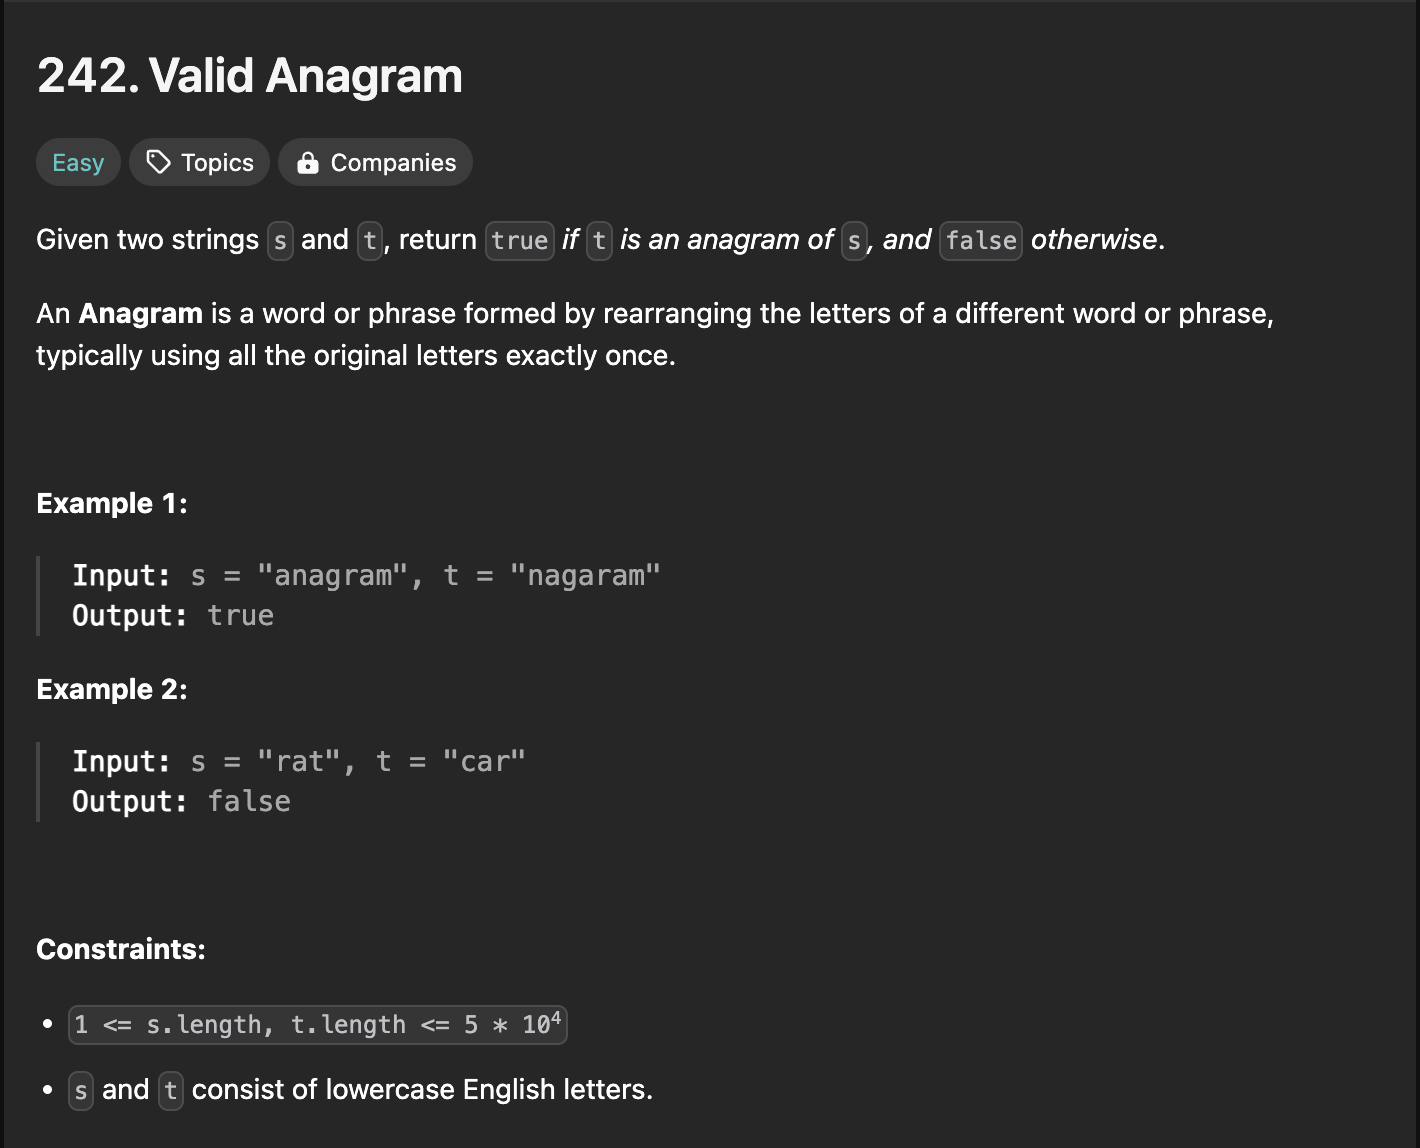 242. Valid Anagram
Easy Topics Companies
Given two strings s and t, return true if t is an anagram of s, and false otherwise.
An Anagram is a word or phrase formed by rearranging the letters of a different word or phrase,
typically using all the original letters exactly once.
Example 1:
Input: s = "anagram", t = "nagaram"
Output: true
Example 2:
Input: s = "rat", t = "car"
Output: false
Constraints:
• 1 <= s.length, t.length <= 5 * 10⁴
• s and t consist of lowercase English letters.